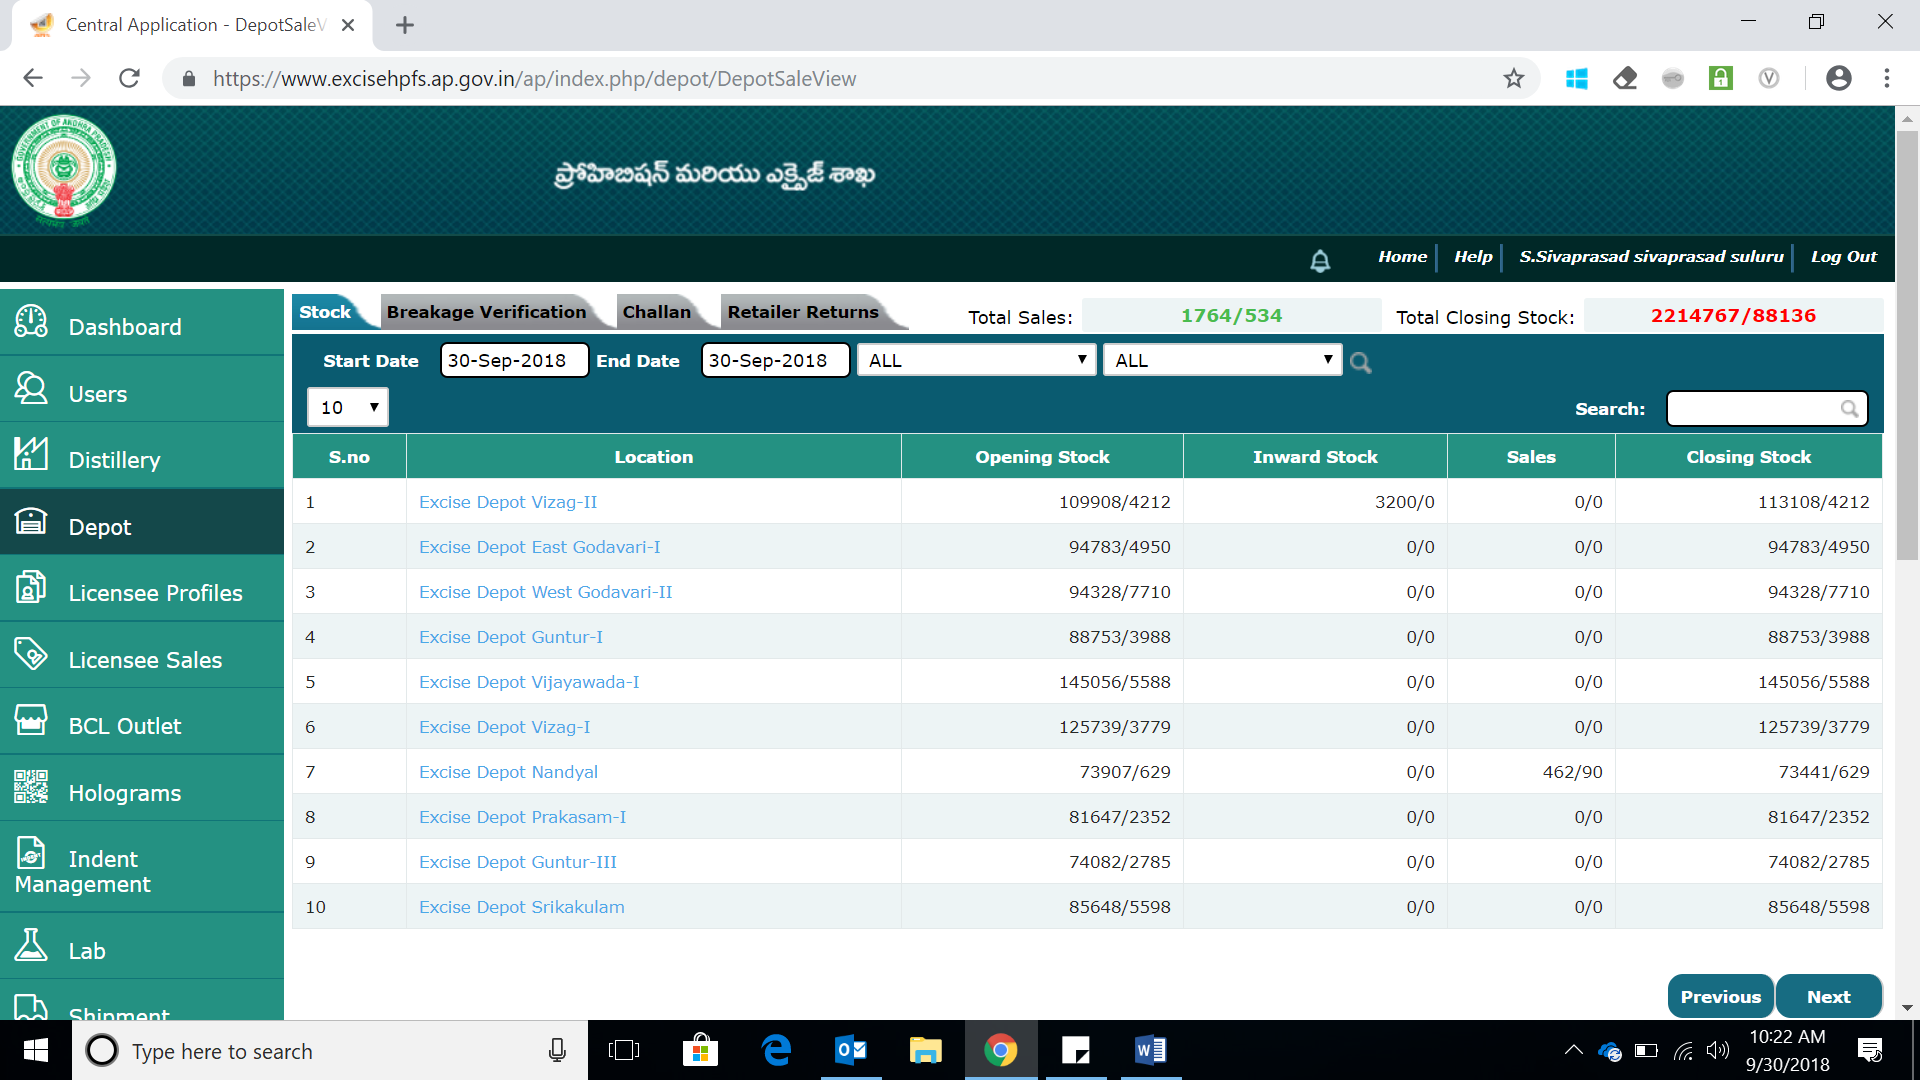 Central Application - DepotSaleV
https://www.excisehpfs.ap.gov.in/ap/index.php/depot/DepotSaleView
ప్రోహిబిషన్ మరియు ఎక్సైజ్ శాఖ
Home Help S.Sivaprasad sivaprasad suluru Log Out
Dashboard
Users
Distillery
Depot
Licensee Profiles
Licensee Sales
BCL Outlet
Holograms
Indent
Management
Lab
Shipment
Stock Breakage Verification Challan Retailer Returns Total Sales: 1764/534 Total Closing Stock: 2214767/88136
Start Date 30-Sep-2018 End Date 30-Sep-2018 ALL ALL
10 Search:
S.no Location Opening Stock Inward Stock Sales Closing Stock
1 Excise Depot Vizag-II 109908/4212 3200/0 0/0 113108/4212
2 Excise Depot East Godavari-I 94783/4950 0/0 0/0 94783/4950
3 Excise Depot West Godavari-II 94328/7710 0/0 0/0 94328/7710
4 Excise Depot Guntur-I 88753/3988 0/0 0/0 88753/3988
5 Excise Depot Vijayawada-I 145056/5588 0/0 0/0 145056/5588
6 Excise Depot Vizag-I 125739/3779 0/0 0/0 125739/3779
7 Excise Depot Nandyal 73907/629 0/0 462/90 73441/629
8 Excise Depot Prakasam-I 81647/2352 0/0 0/0 81647/2352
9 Excise Depot Guntur-III 74082/2785 0/0 0/0 74082/2785
10 Excise Depot Srikakulam 85648/5598 0/0 0/0 85648/5598
Previous Next
Type here to search
10:22 AM
9/30/2018